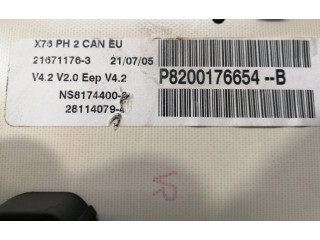 X76 PH 2 CAN EU
21671176-3 21/07/05
V4.2 V2.0 Eep V4.2
P8200176654--B
NS8174400-
28114079-
VR